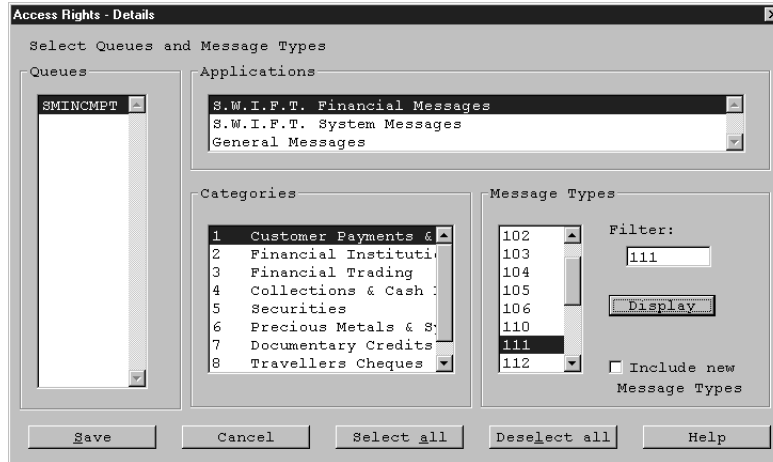 Access Rights - Details
Select Queues and Message Types
Queues
SMINCMPT
Applications
S.W.I.F.T. Financial Messages
S.W.I.F.T. System Messages
General Messages
Categories
1 Customer Payments &
2 Financial Instituti
3 Financial Trading
4 Collections & Cash
5 Securities
6 Precious Metals & Sy
7 Documentary Credits
8 Travellers Cheques
Message Types
102
103
104
105
106
110
111
112
Filter:
111
Display
Include new
Message Types
Save
Cancel
Select all
Deselect all
Help